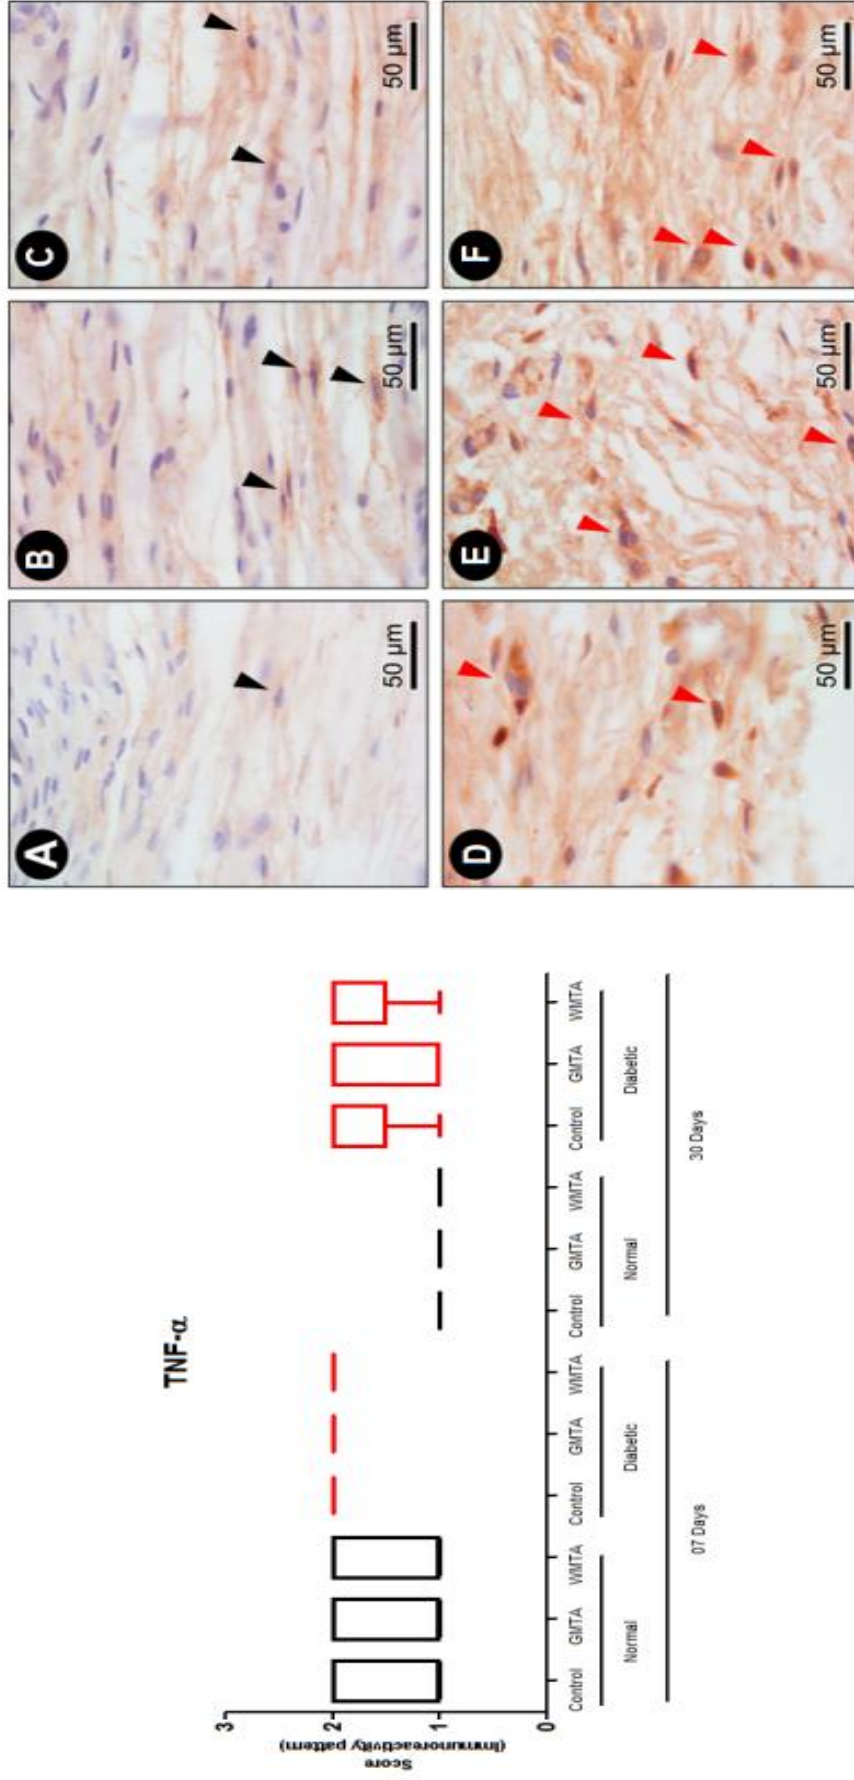 TNF-α
3
2
1
0
Score
(Immunoreactivity pattern)
Control GMTA WMTA Control GMTA WMTA Control GMTA WMTA Control GMTA WMTA
Normal Diabetic Normal Diabetic
07 Days 30 Days
A B C
50 µm 50 µm 50 µm
D E F
50 µm 50 µm 50 µm